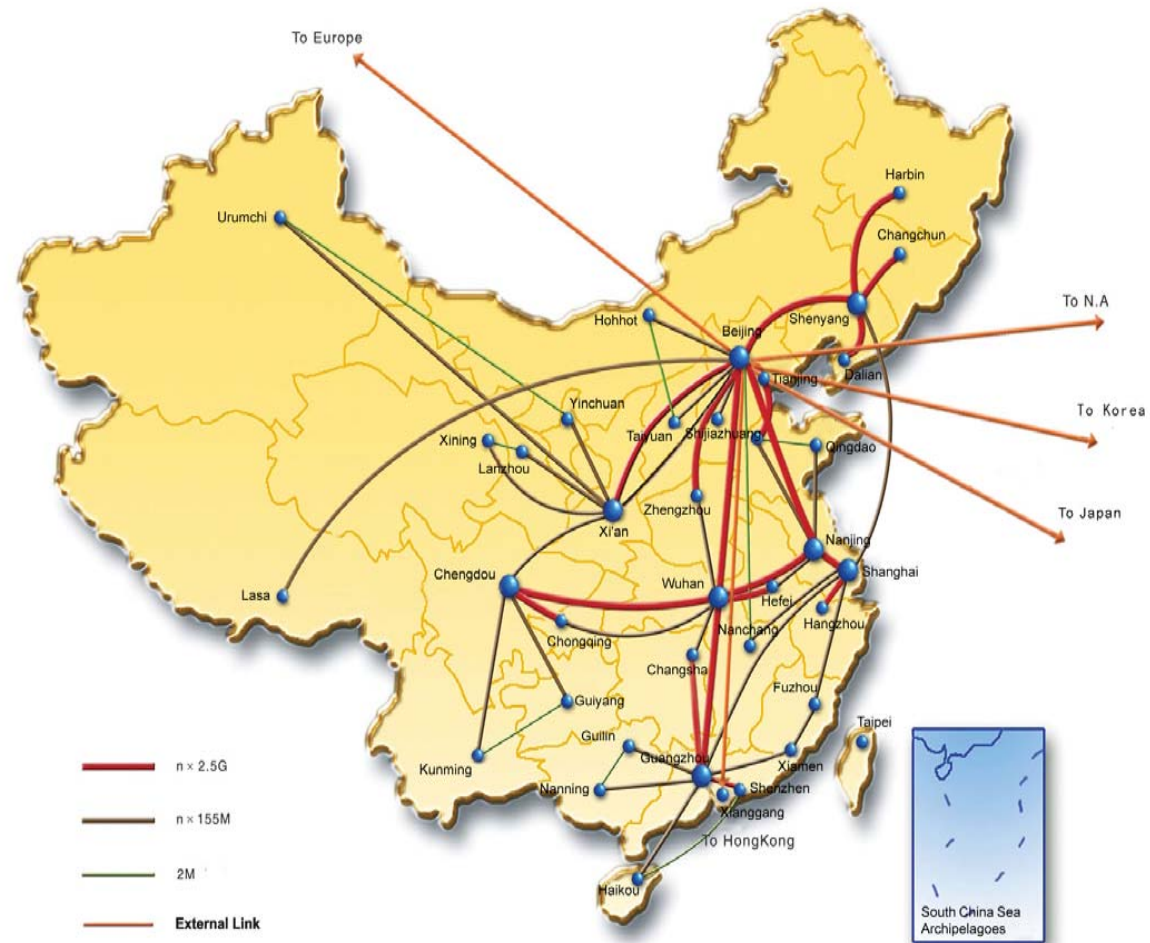 To Europe
Harbin
Urumchi
Changchun
To N.A
Hohhot
Shenyang
Beijing
Dalian
Tianjing
Yinchuan
To Korea
Xining
Taiyuan
Shijiazhuang
Qingdao
Lanzhou
Zhengzhou
To Japan
Xi'an
Nanjing
Chengdou
Wuhan
Shanghai
Lasa
Hefei
Hangzhou
Chongqing
Nanchang
Changsha
Fuzhou
Guiyang
Taipei
Guilin
Guangzhou
n × 2.5G
Kunming
Xiamen
Nanning
Shenzhen
Xianggang
n × 155M
To HongKong
2M
Haikou
External Link
South China Sea
Archipelagoes